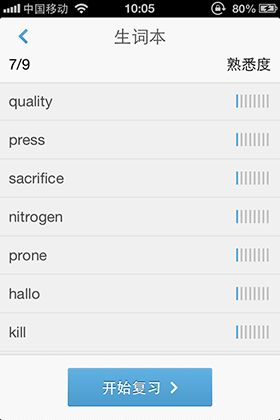 中国移动 10:05 80%
生词本
7/9 熟悉度
quality
press
sacrifice
nitrogen
prone
hallo
kill
开始复习